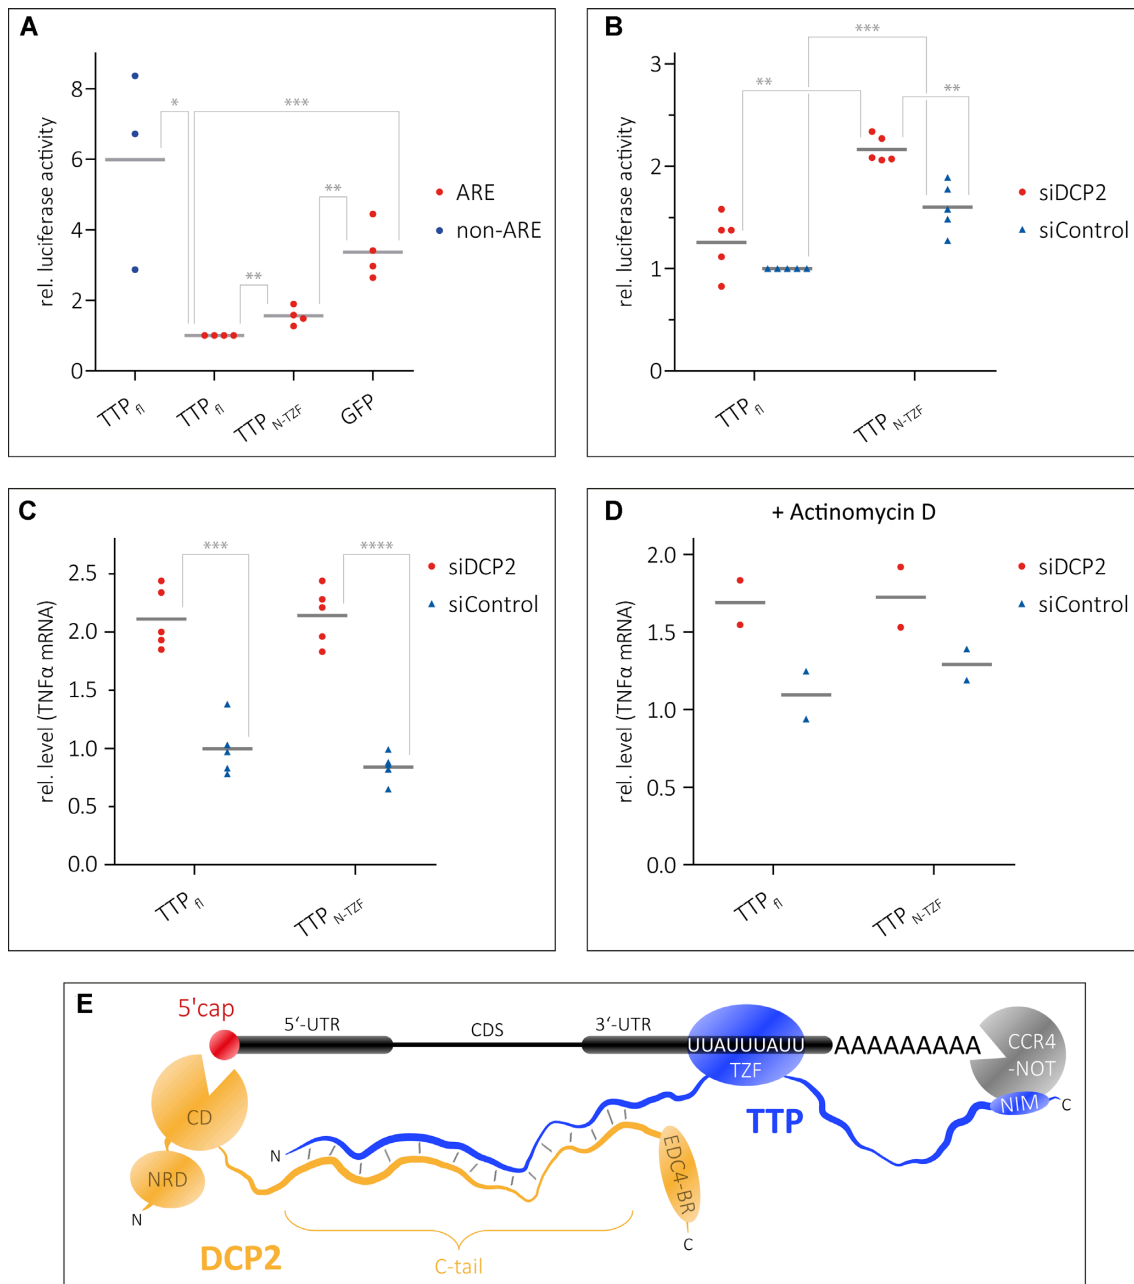 A
rel. luciferase activity
8
6
4
2
0
*
***
**
**
ARE
non-ARE
TTP fl
TTP fl
TTP N-TZF
GFP
B
rel. luciferase activity
3
2
1
0
***
**
**
siDCP2
siControl
TTP fl
TTP N-TZF
C
rel. level (TNFα mRNA)
2.5
2.0
1.5
1.0
0.5
0.0
***
****
siDCP2
siControl
TTP fl
TTP N-TZF
D
+ Actinomycin D
rel. level (TNFα mRNA)
2.0
1.5
1.0
0.5
0.0
siDCP2
siControl
TTP fl
TTP N-TZF
E
5'cap
5‘-UTR
CDS
3‘-UTR
UUAUUUAUU
AAAAAAAAA
TZF
CCR4
-NOT
NIM
C
TTP
CD
NRD
N
N
EDC4-BR
C
DCP2
C-tail